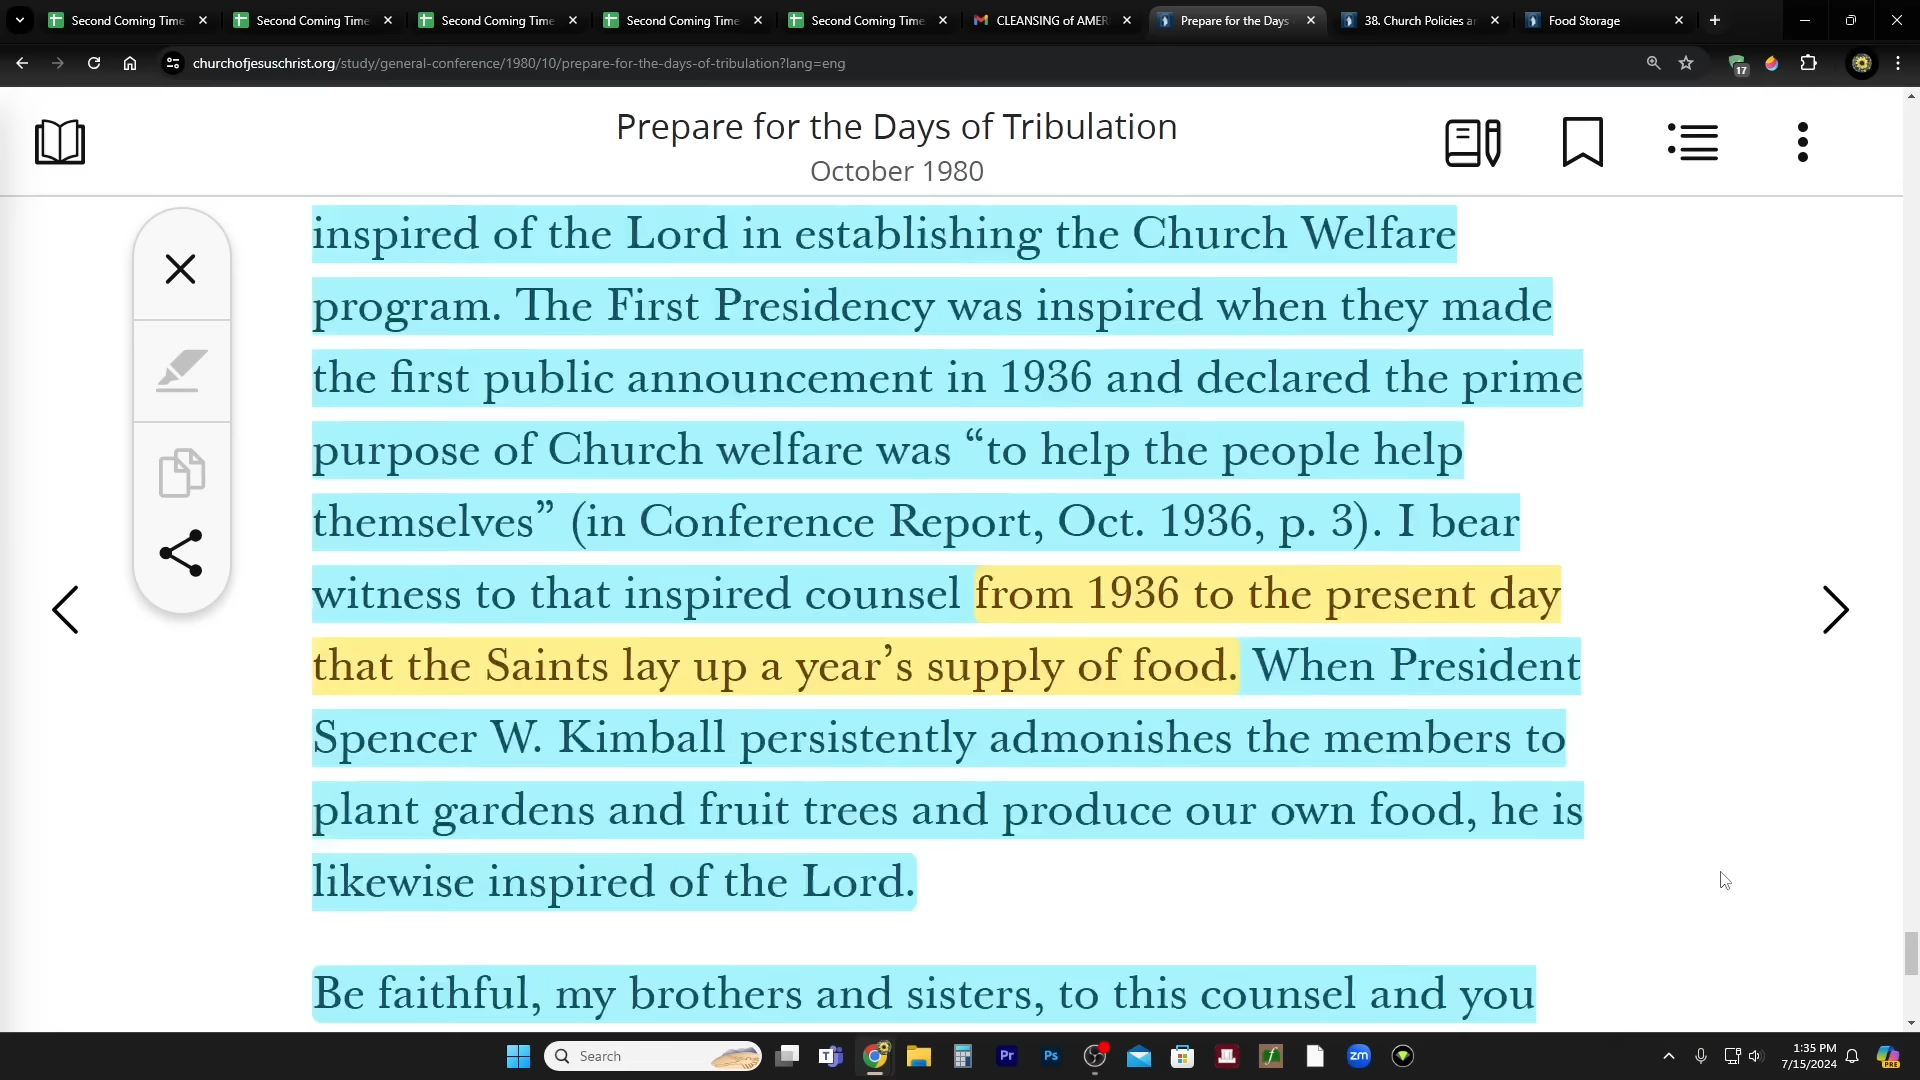 Second Coming Time
Second Coming Time
Second Coming Time
Second Coming Time
Second Coming Time
CLEANSING of AMER
Prepare for the Days
38. Church Policies an
Food Storage
churchofjesuschrist.org/study/general-conference/1980/10/prepare-for-the-days-of-tribulation?lang=eng
17
Prepare for the Days of Tribulation
October 1980
inspired of the Lord in establishing the Church Welfare
program. The First Presidency was inspired when they made
the first public announcement in 1936 and declared the prime
purpose of Church welfare was “to help the people help
themselves” (in Conference Report, Oct. 1936, p. 3). I bear
witness to that inspired counsel from 1936 to the present day
that the Saints lay up a year’s supply of food. When President
Spencer W. Kimball persistently admonishes the members to
plant gardens and fruit trees and produce our own food, he is
likewise inspired of the Lord.
Be faithful, my brothers and sisters, to this counsel and you
Search
Pr
Ps
zm
1:35 PM
7/15/2024
PRE